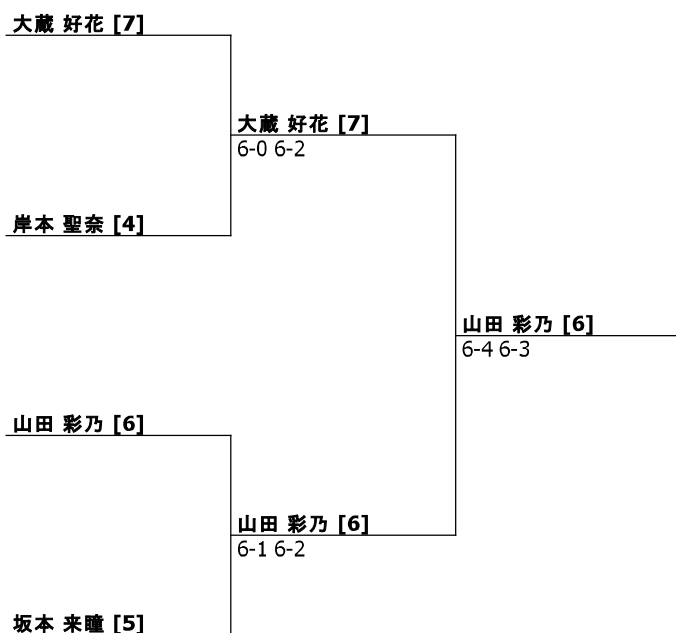 大蔵 好花 [7]
大蔵 好花 [7]
6-0 6-2
岸本 聖奈 [4]
山田 彩乃 [6]
6-4 6-3
山田 彩乃 [6]
山田 彩乃 [6]
6-1 6-2
坂本 来瞳 [5]